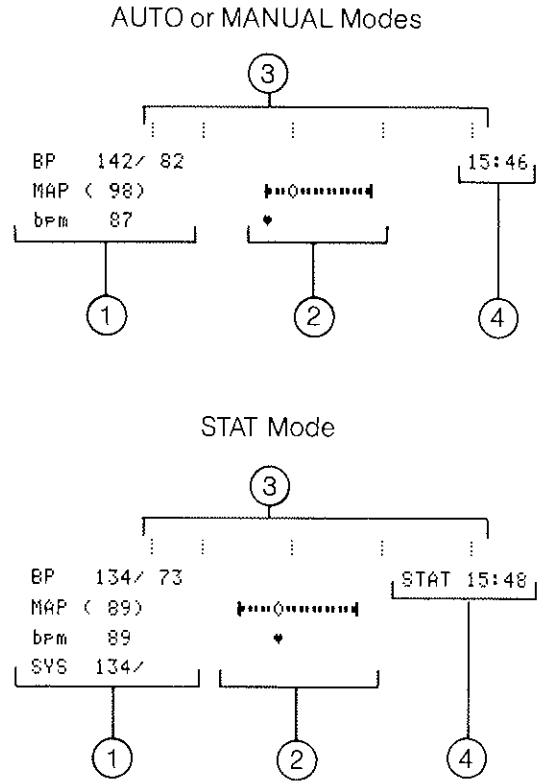 AUTO or MANUAL Modes
3
BP 142/ 82 15:46
MAP ( 98)
bpm 87
1 2 4
STAT Mode
3
BP 134/ 73 STAT 15:48
MAP ( 89)
bpm 89
SYS 134/
1 2 4